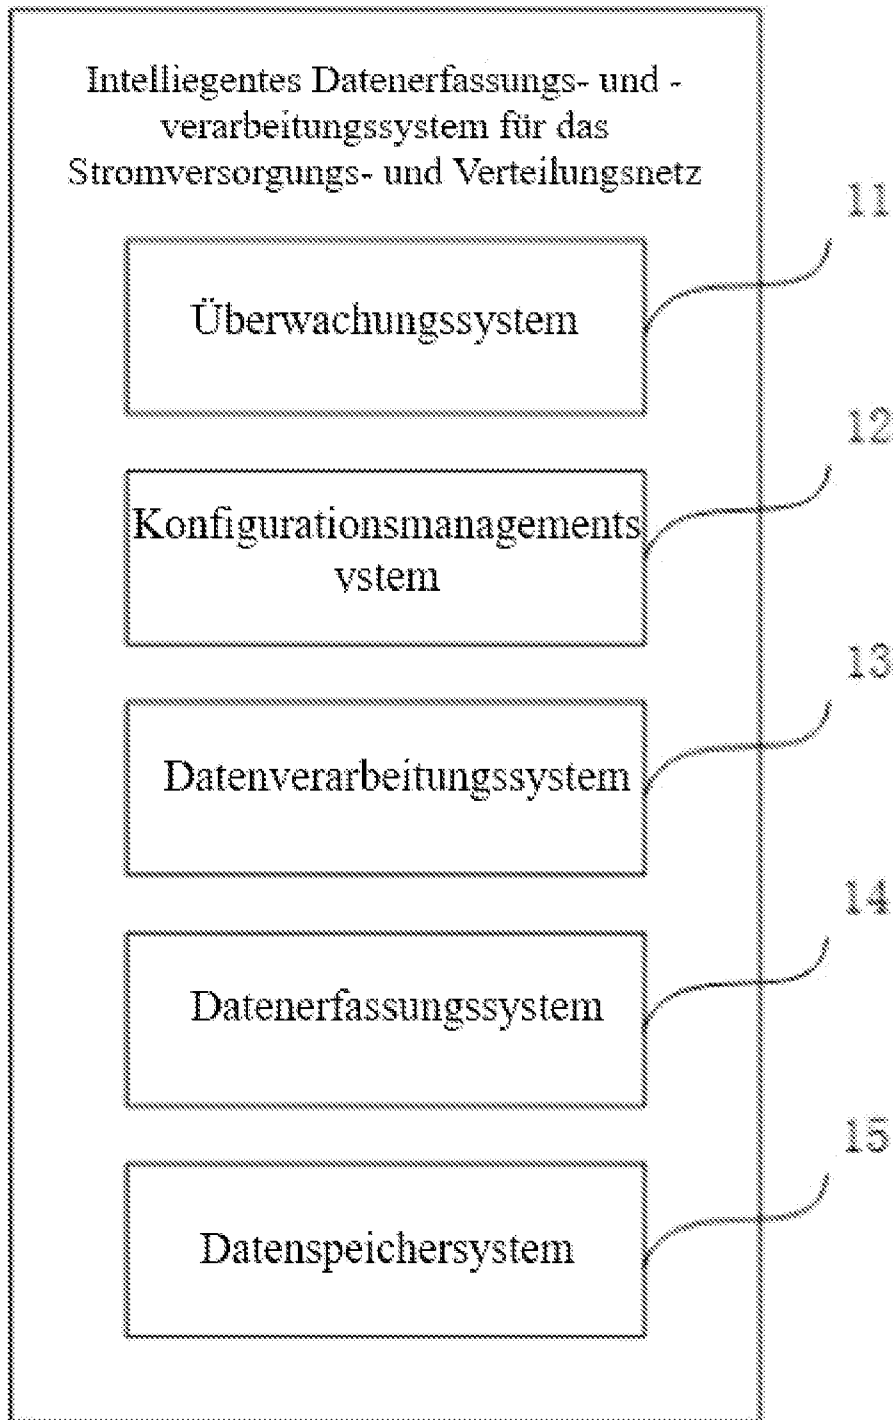 Intelliegentes Datenerfassungs- und -
verarbeitungssystem für das
Stromversorgungs- und Verteilungsnetz
11
Überwachungssystem
12
Konfigurationsmanagements
ystem
13
Datenverarbeitungssystem
14
Datenerfassungssystem
15
Datenspeichersystem